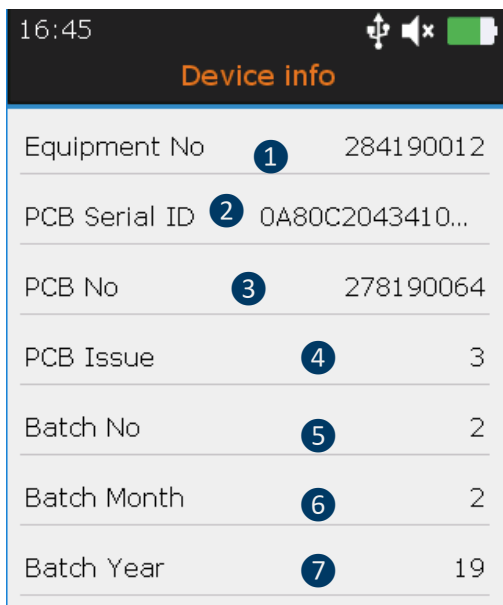 16:45
Device info
Equipment No 1 284190012
PCB Serial ID 2 0A80C2043410...
PCB No 3 278190064
PCB Issue 4 3
Batch No 5 2
Batch Month 6 2
Batch Year 7 19